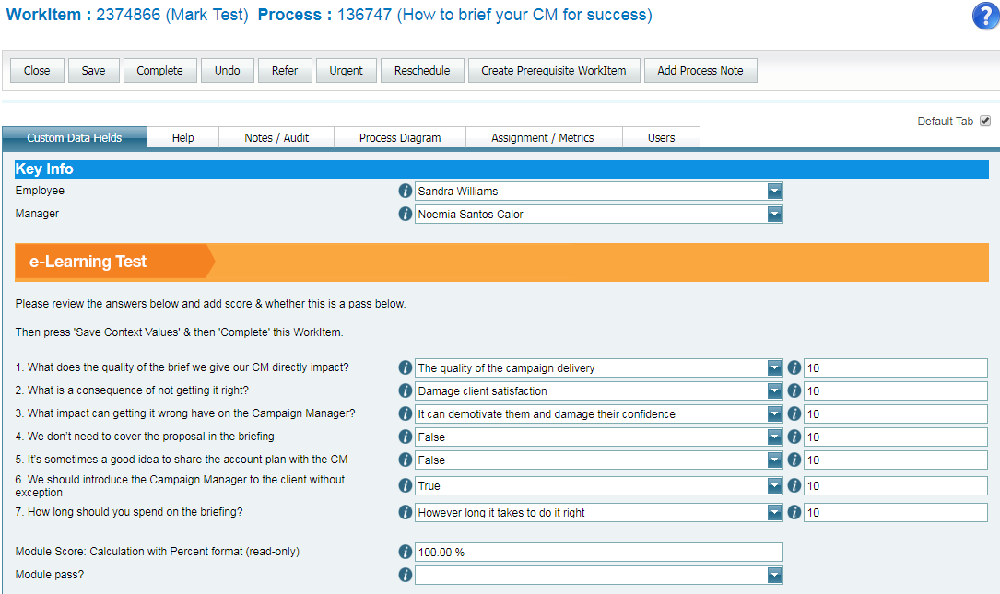 WorkItem : 2374866 (Mark Test) Process : 136747 (How to brief your CM for success)
?
Close Save Complete Undo Refer Urgent Reschedule Create Prerequisite WorkItem Add Process Note
Default Tab
Custom Data Fields Help Notes / Audit Process Diagram Assignment / Metrics Users
Key Info
Employee i Sandra Williams
Manager i Noemia Santos Calor
e-Learning Test
Please review the answers below and add score & whether this is a pass below.
Then press 'Save Context Values' & then 'Complete' this WorkItem.
1. What does the quality of the brief we give our CM directly impact? i The quality of the campaign delivery i 10
2. What is a consequence of not getting it right? i Damage client satisfaction i 10
3. What impact can getting it wrong have on the Campaign Manager? i It can demotivate them and damage their confidence i 10
4. We don't need to cover the proposal in the briefing i False i 10
5. It's sometimes a good idea to share the account plan with the CM i False i 10
6. We should introduce the Campaign Manager to the client without
exception i True i 10
7. How long should you spend on the briefing? i However long it takes to do it right i 10
Module Score: Calculation with Percent format (read-only) i 100.00 %
Module pass? i